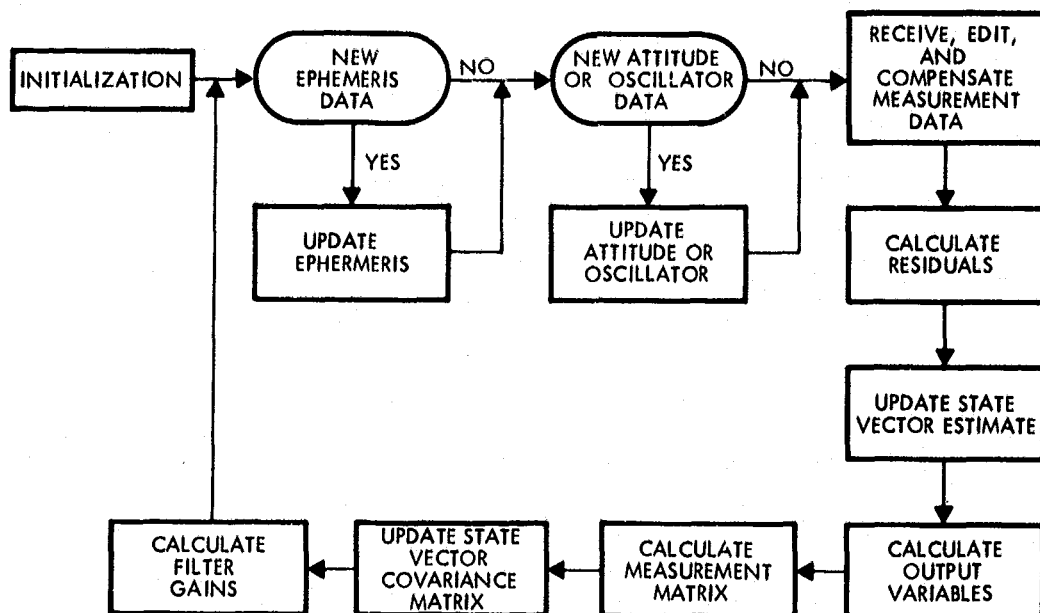 INITIALIZATION
NEW
EPHEMERIS
DATA
NO
YES
UPDATE
EPHERMERIS
NEW ATTITUDE
OR OSCILLATOR
DATA
NO
YES
UPDATE
ATTITUDE OR
OSCILLATOR
RECEIVE, EDIT,
AND
COMPENSATE
MEASUREMENT
DATA
CALCULATE
RESIDUALS
UPDATE STATE
VECTOR ESTIMATE
CALCULATE
OUTPUT
VARIABLES
CALCULATE
MEASUREMENT
MATRIX
UPDATE STATE
VECTOR
COVARIANCE
MATRIX
CALCULATE
FILTER
GAINS